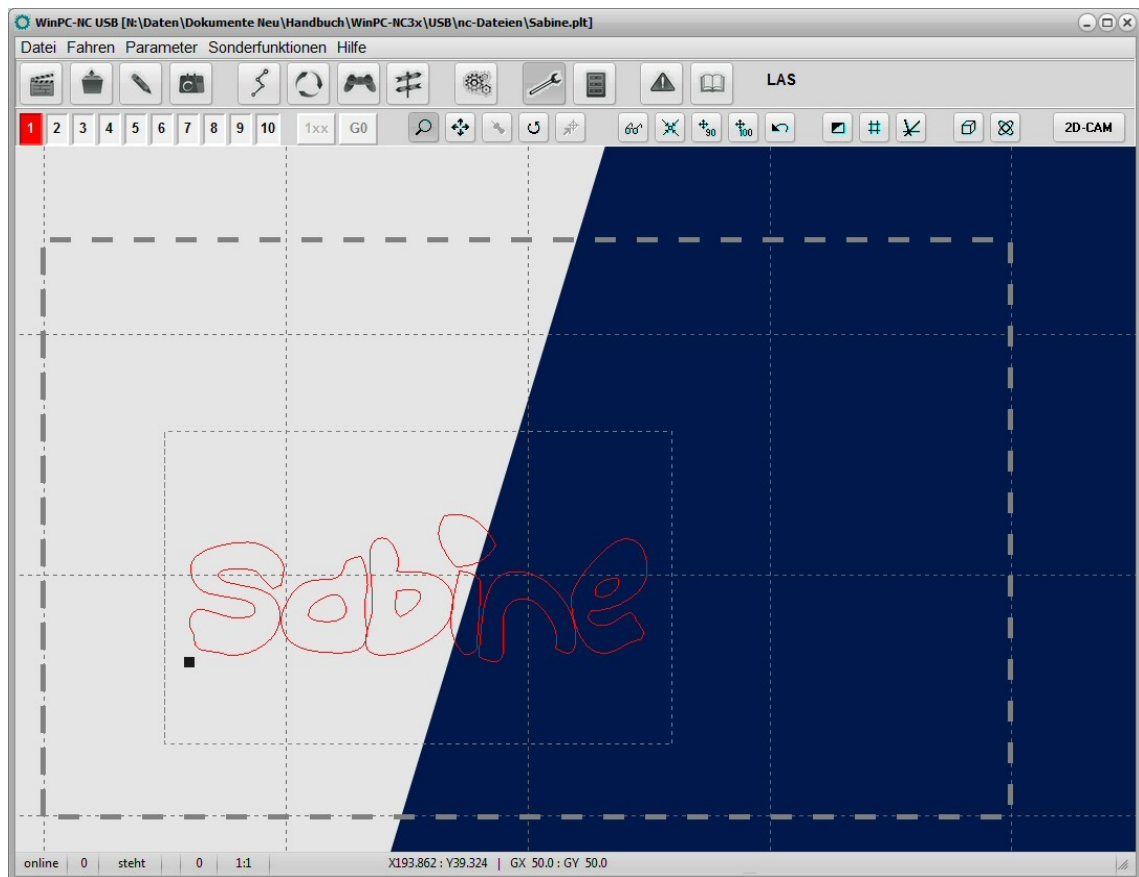 WinPC-NC USB [N:\Daten\Dokumente Neu\Handbuch\WinPC-NC3x\USB\nc-Dateien\Sabine.plt]
Datei Fahren Parameter Sonderfunktionen Hilfe
C LAS
1 2 3 4 5 6 7 8 9 10 1xx G0 90 100 2D-CAM
Sabine
online 0 steht 0 1:1 X193.862 : Y39.324 | GX 50.0 : GY 50.0